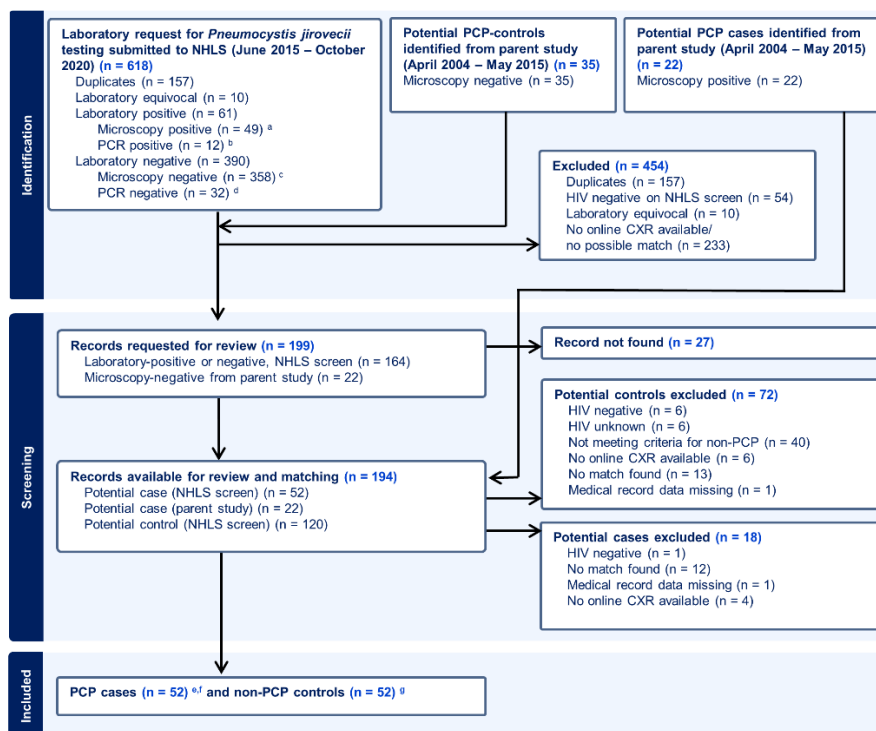 Identification
Laboratory request for Pneumocystis jirovecii
testing submitted to NHLS (June 2015 – October
2020) (n = 618)
Duplicates (n = 157)
Laboratory equivocal (n = 10)
Laboratory positive (n = 61)
Microscopy positive (n = 49) a
PCR positive (n = 12) b
Laboratory negative (n = 390)
Microscopy negative (n = 358) c
PCR negative (n = 32) d
Potential PCP-controls
identified from parent study
(April 2004 – May 2015) (n = 35)
Microscopy negative (n = 35)
Potential PCP cases identified from
parent study (April 2004 – May 2015)
(n = 22)
Microscopy positive (n = 22)
Excluded (n = 454)
Duplicates (n = 157)
HIV negative on NHLS screen (n = 54)
Laboratory equivocal (n = 10)
No online CXR available/
no possible match (n = 233)
Screening
Records requested for review (n = 199)
Laboratory-positive or negative, NHLS screen (n = 164)
Microscopy-negative from parent study (n = 22)
Record not found (n = 27)
Potential controls excluded (n = 72)
HIV negative (n = 6)
HIV unknown (n = 6)
Not meeting criteria for non-PCP (n = 40)
No online CXR available (n = 6)
No match found (n = 13)
Medical record data missing (n = 1)
Records available for review and matching (n = 194)
Potential case (NHLS screen) (n = 52)
Potential case (parent study) (n = 22)
Potential control (NHLS screen) (n = 120)
Potential cases excluded (n = 18)
HIV negative (n = 1)
No match found (n = 12)
Medical record data missing (n = 1)
No online CXR available (n = 4)
Included
PCP cases (n = 52) e,f and non-PCP controls (n = 52) g